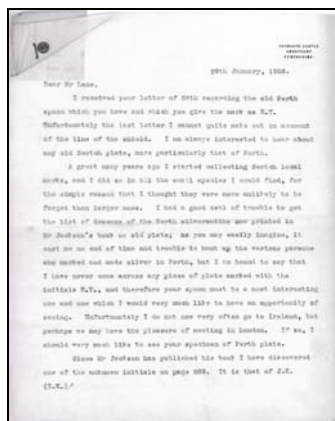 29th January, 1926.
Dear Mr Lane,
I received your letter of 28th regarding the old Perth
spoon which you have and which you give the mark as R.Y.
Unfortunately the last letter I cannot quite make out on account
of the line of the shield. I am always interested to hear about
any old Scotch plate, more particularly that of Perth.
A great many years ago I started collecting Scotch local
marks, and I did so in all the small species I could find, for
the simple reason that I thought they were more unlikely to be
forged than larger ones. I had a good deal of trouble to get
the list of deacons of the Perth silversmiths now printed in
Mr Jackson's book on old plate; as you may easily imagine, it
cost me no end of time and trouble to hunt up the various persons
who marked and made silver in Perth, but I am bound to say that
I have never come across any piece of plate marked with the
initials R.Y., and therefore your spoon must be a most interesting
one and one which I would very much like to have an opportunity of
seeing. Unfortunately I do not now very often go to Ireland, but
perhaps we may have the pleasure of meeting in London. If so, I
should very much like to see your specimen of Perth plate.
Since Mr Jackson has published his book I have discovered
one of the unknown initials on page 529. It is that of J.E.